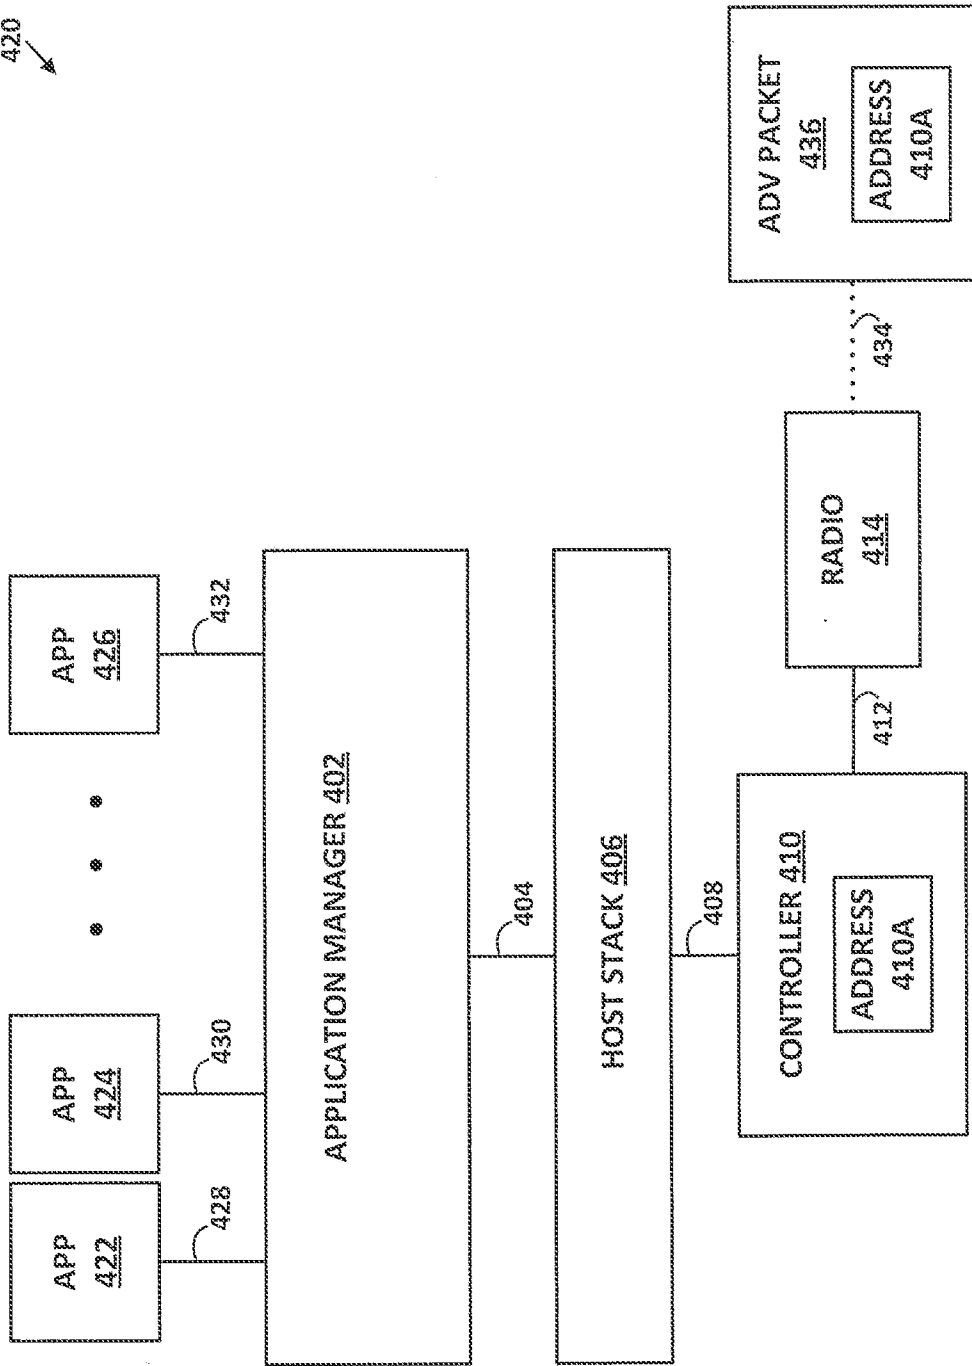 420
APP
422
428
APP
424
430
APP
426
432
APPLICATION MANAGER 402
404
HOST STACK 406
408
CONTROLLER 410
ADDRESS
410A
412
RADIO
414
434
ADV PACKET
436
ADDRESS
410A